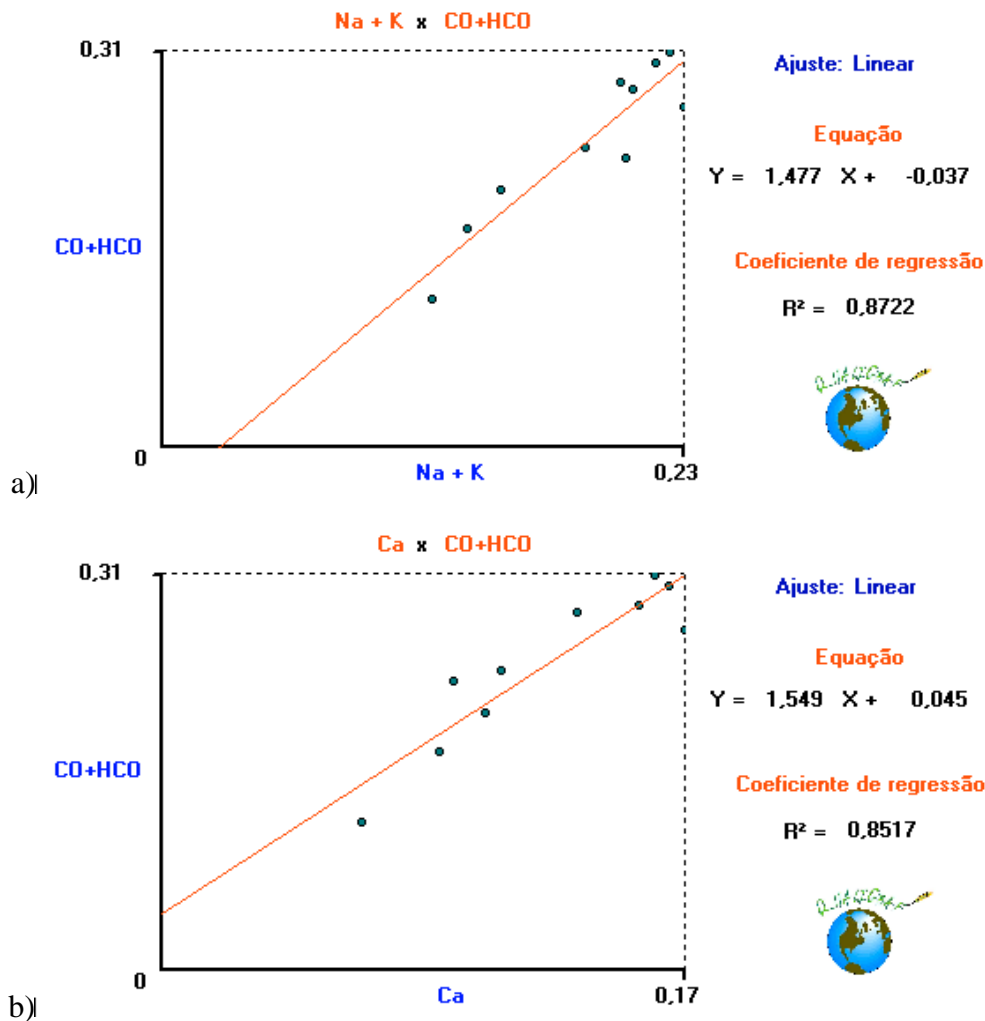 Na + K x CO+HCO
0,31
Ajuste: Linear
Equação
Y = 1,477 X + -0,037
CO+HCO
Coeficiente de regressão
R² = 0,8722
0
Na + K
0,23
a)
Ca x CO+HCO
0,31
Ajuste: Linear
Equação
Y = 1,549 X + 0,045
CO+HCO
Coeficiente de regressão
R² = 0,8517
0
Ca
0,17
b)